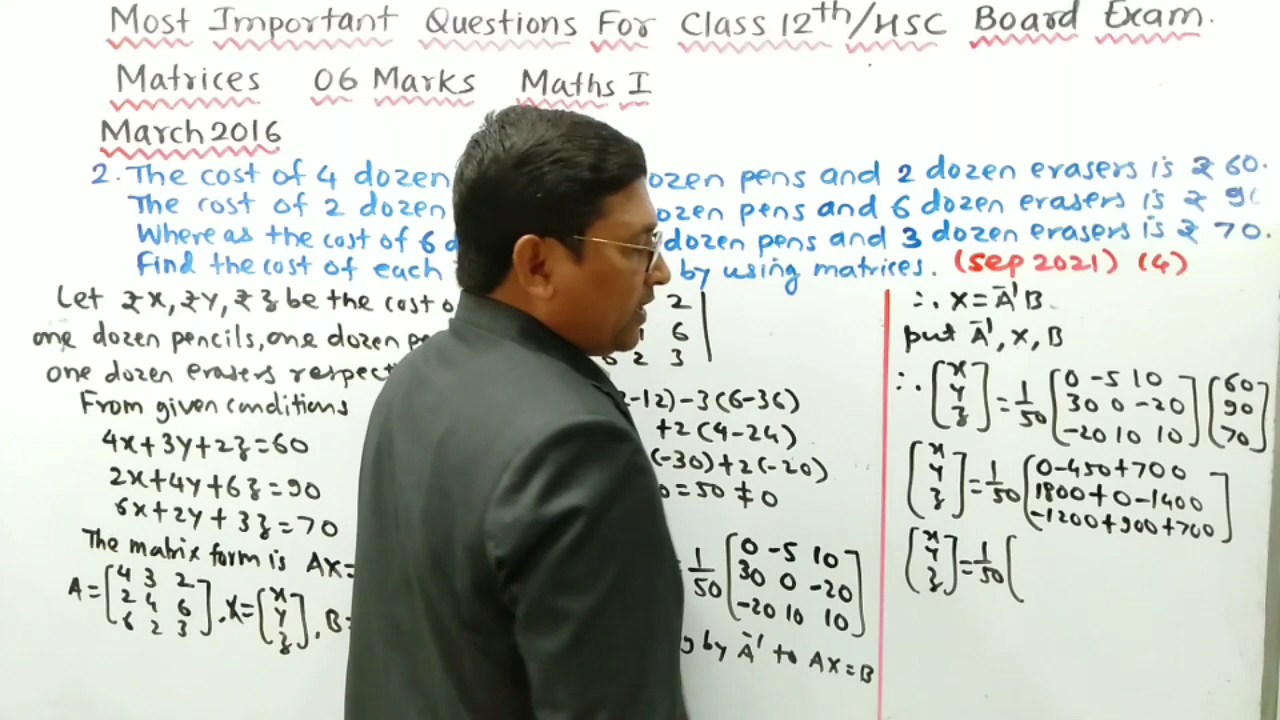 Most Important Questions For Class 12th/HSC Board Exam.
Matrices 06 Marks Maths I
March 2016
2. The cost of 4 dozen ozen pens and 2 dozen erasers is ₹ 60.
The cost of 2 dozen ozen pens and 6 dozen erasers is ₹ 90
Where as the cost of 6 d dozen pens and 3 dozen erasers is ₹ 70.
Find the cost of each by using matrices. (Sep 2021) (4)
Let ₹ x, ₹ y, ₹ z be the cost o
one dozen pencils, one dozen pe
one dozen erasers respect
From given conditions
4x+3y+2z=60
2x+4y+6z=90
6x+2y+3z=70
The matrix form is AX=
A=[4 3 2
2 4 6
6 2 3], X=[x
y
z], B=
2
6
2 3
-12)-3(6-36)
+2(4-24)
(-30)+2(-20)
0=50≠0
1/50 [0 -5 10
30 0 -20
-20 10 10]
g by A⁻¹ to AX=B
∴ X=A⁻¹B
put A⁻¹, X, B
∴ [x
y
z] = 1/50 [0 -5 10
30 0 -20
-20 10 10] [60
90
70]
[x
y
z] = 1/50 [0-450+700
1800+0-1400
-1200+900+700]
[x
y
z] = 1/50 [